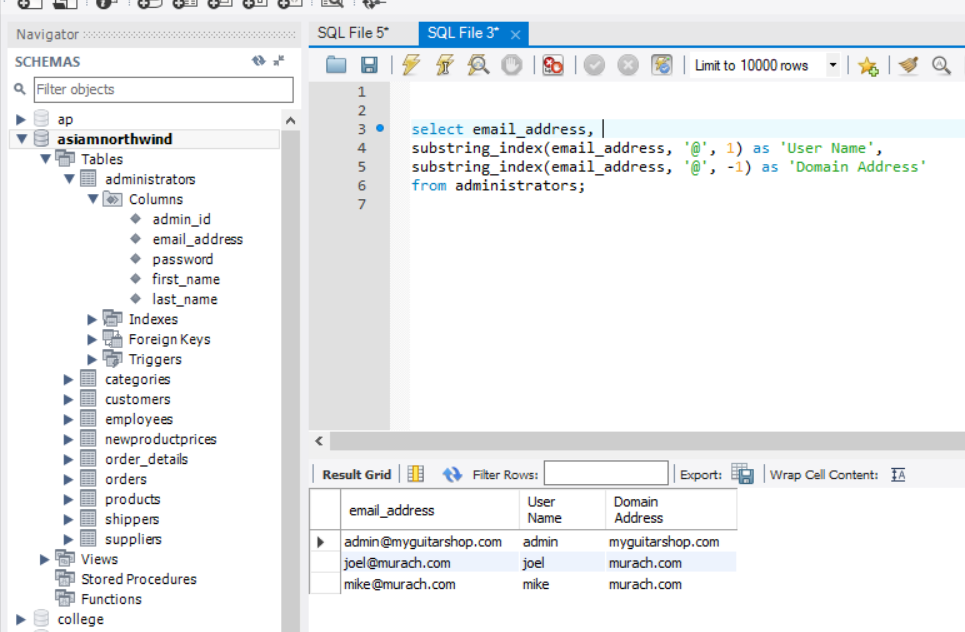 Navigator
SQL File 5*
SQL File 3*
SCHEMAS
Limit to 10000 rows
Filter objects
ap
asiamnorthwind
Tables
administrators
Columns
admin_id
email_address
password
first_name
last_name
Indexes
Foreign Keys
Triggers
categories
customers
employees
newproductprices
order_details
orders
products
shippers
suppliers
Views
Stored Procedures
Functions
college
1
2
3 select email_address,
4 substring_index(email_address, '@', 1) as 'User Name',
5 substring_index(email_address, '@', -1) as 'Domain Address'
6 from administrators;
7
Result Grid Filter Rows: Export: Wrap Cell Content:
email_address User Name Domain Address
admin@myguitarshop.com admin myguitarshop.com
joel@murach.com joel murach.com
mike@murach.com mike murach.com